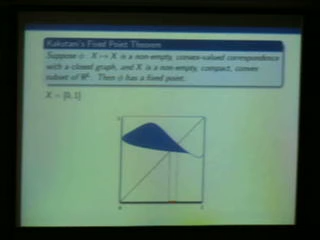 Kakutani's Fixed Point Theorem
Suppose φ : X ↦ X is a non-empty, convex-valued correspondence
with a closed graph, and X is a non-empty, compact, convex
subset of ℝᴸ. Then φ has a fixed point.
X = [0, 1]